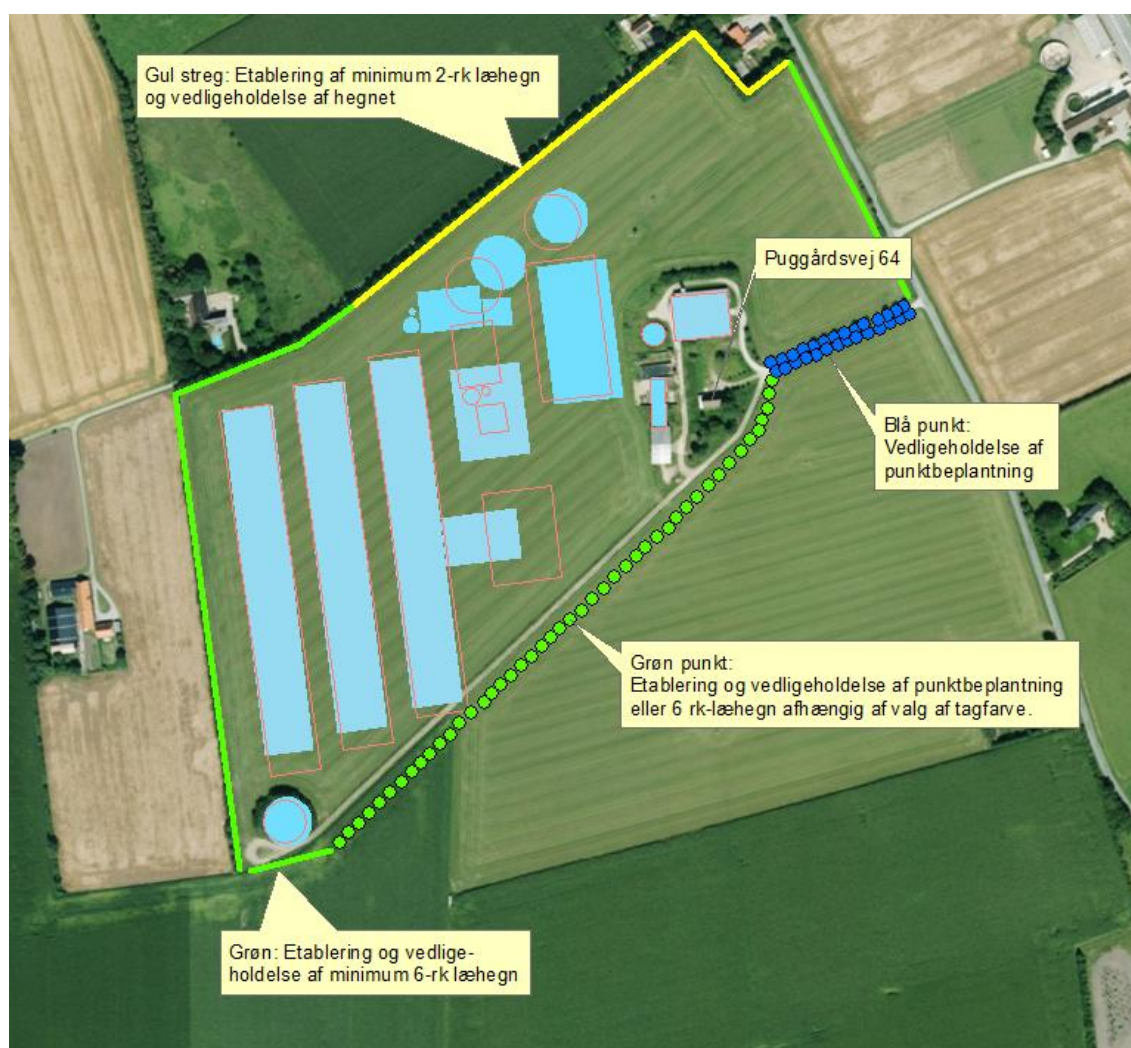 Gul streg: Etablering af minimum 2-rk læhegn
og vedligeholdelse af hegnet
Puggårdsvej 64
Blå punkt:
Vedligeholdelse af
punktbeplantning
Grøn punkt:
Etablering og vedligeholdelse af punktbeplantning
eller 6 rk-læhegn afhængig af valg af tagfarve.
Grøn: Etablering og vedlige-
holdelse af minimum 6-rk læhegn